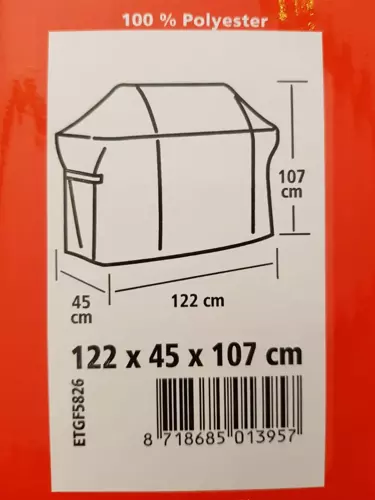 100 % Polyester
107
cm
45
cm
122 cm
122 x 45 x 107 cm
ETGF5826
8 718685 013957